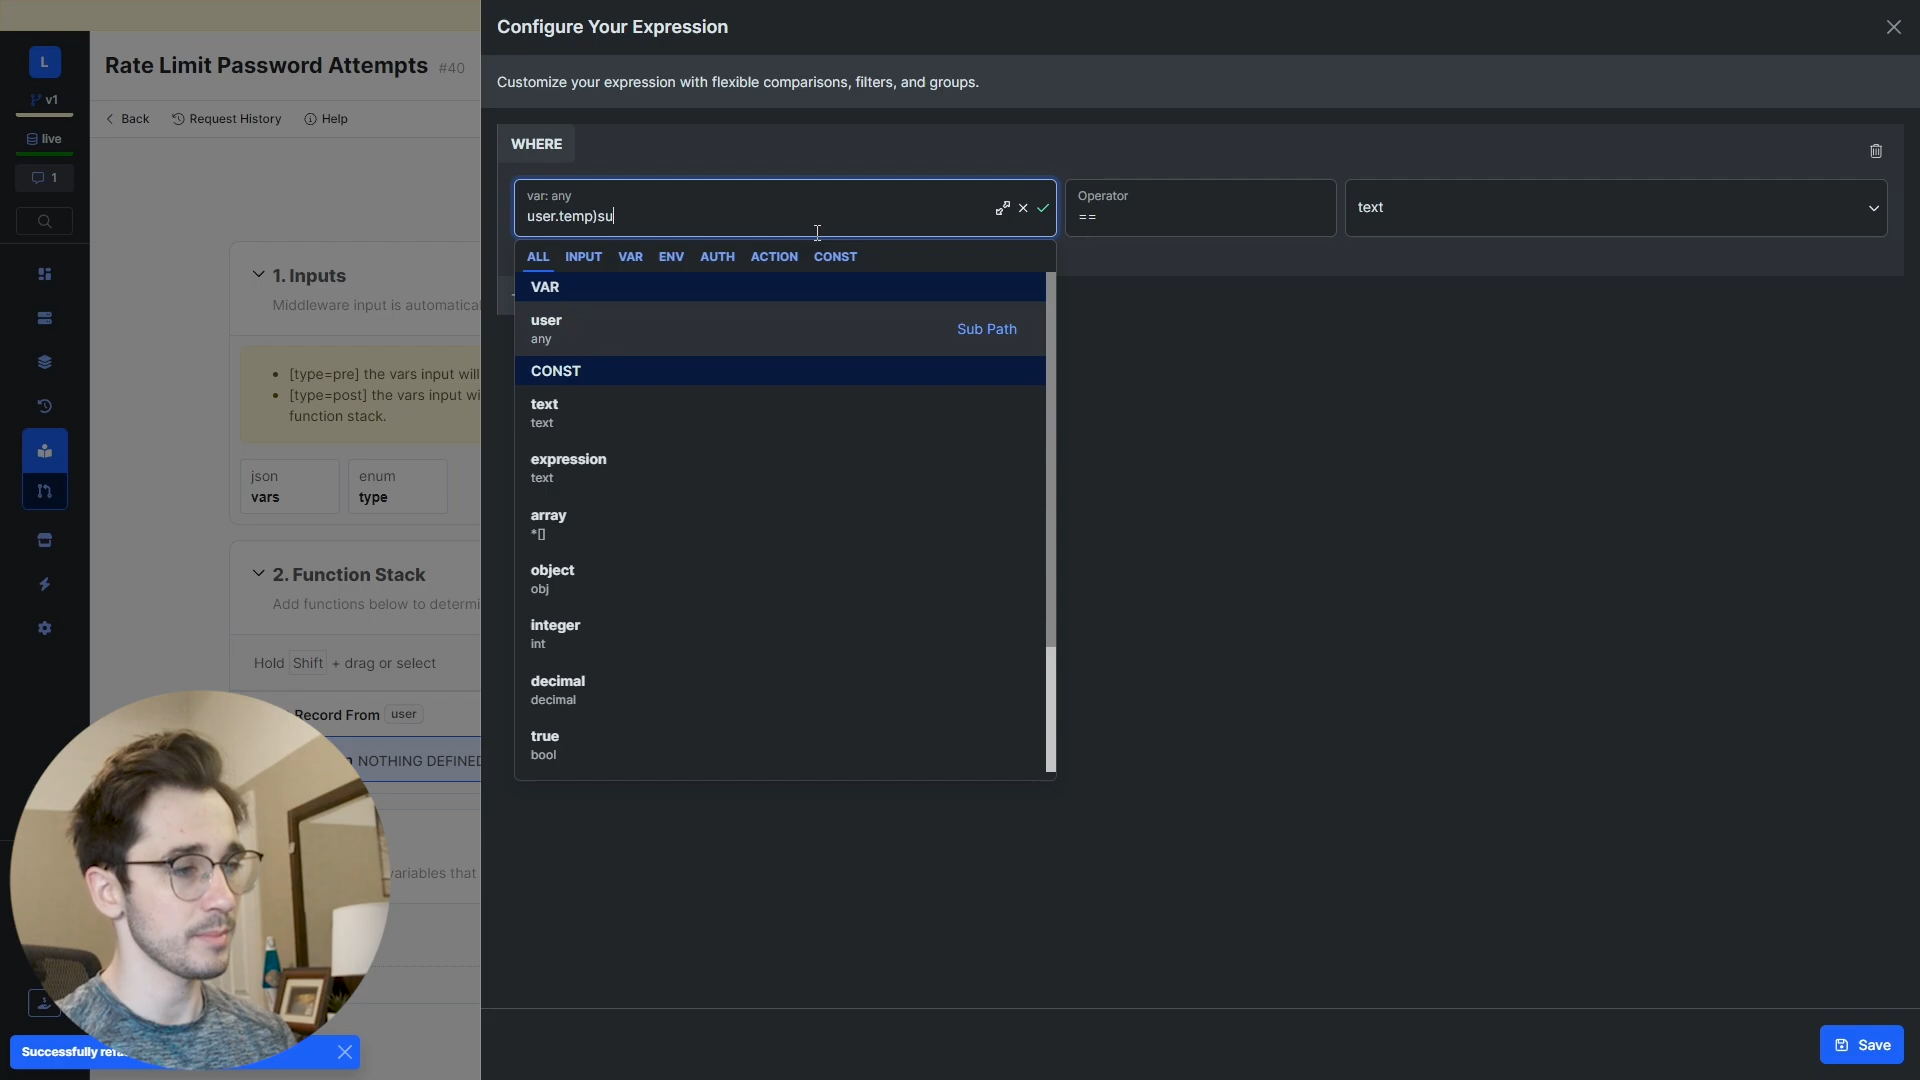 Configure Your Expression
L
Rate Limit Password Attempts #40
Customize your expression with flexible comparisons, filters, and groups.
v1
Back
Request History
Help
live
WHERE
1
var: any
user.temp)su
Operator
==
text
ALL INPUT VAR ENV AUTH ACTION CONST
1. Inputs
Middleware input is automatica
VAR
user
any
Sub Path
CONST
[type=pre] the vars input will
[type=post] the vars input wi
function stack.
text
text
expression
text
json
vars
enum
type
array
*[]
object
obj
2. Function Stack
Add functions below to determi
integer
int
Hold Shift + drag or select
decimal
decimal
Record From user
true
bool
NOTHING DEFINED
variables that
Successfully
Save